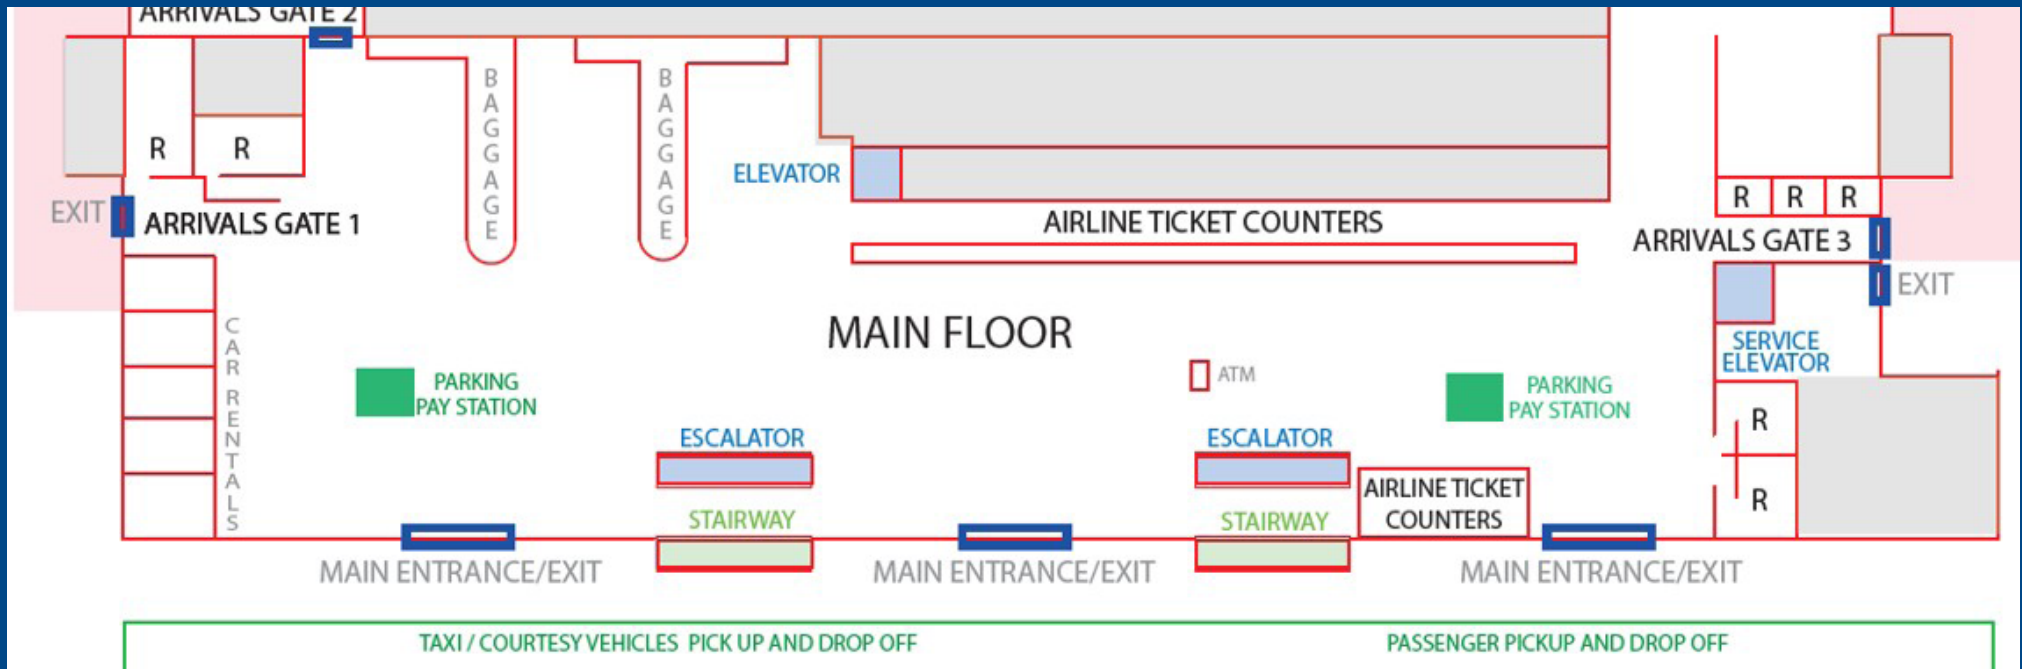 ARRIVALS GATE 2
BAGGAGE
BAGGAGE
R
R
ELEVATOR
R
R
R
EXIT
ARRIVALS GATE 1
AIRLINE TICKET COUNTERS
ARRIVALS GATE 3
EXIT
CAR RENTALS
MAIN FLOOR
SERVICE
ELEVATOR
PARKING
PAY STATION
ATM
PARKING
PAY STATION
R
ESCALATOR
ESCALATOR
AIRLINE TICKET
COUNTERS
R
STAIRWAY
STAIRWAY
MAIN ENTRANCE/EXIT
MAIN ENTRANCE/EXIT
MAIN ENTRANCE/EXIT
TAXI / COURTESY VEHICLES PICK UP AND DROP OFF
PASSENGER PICKUP AND DROP OFF